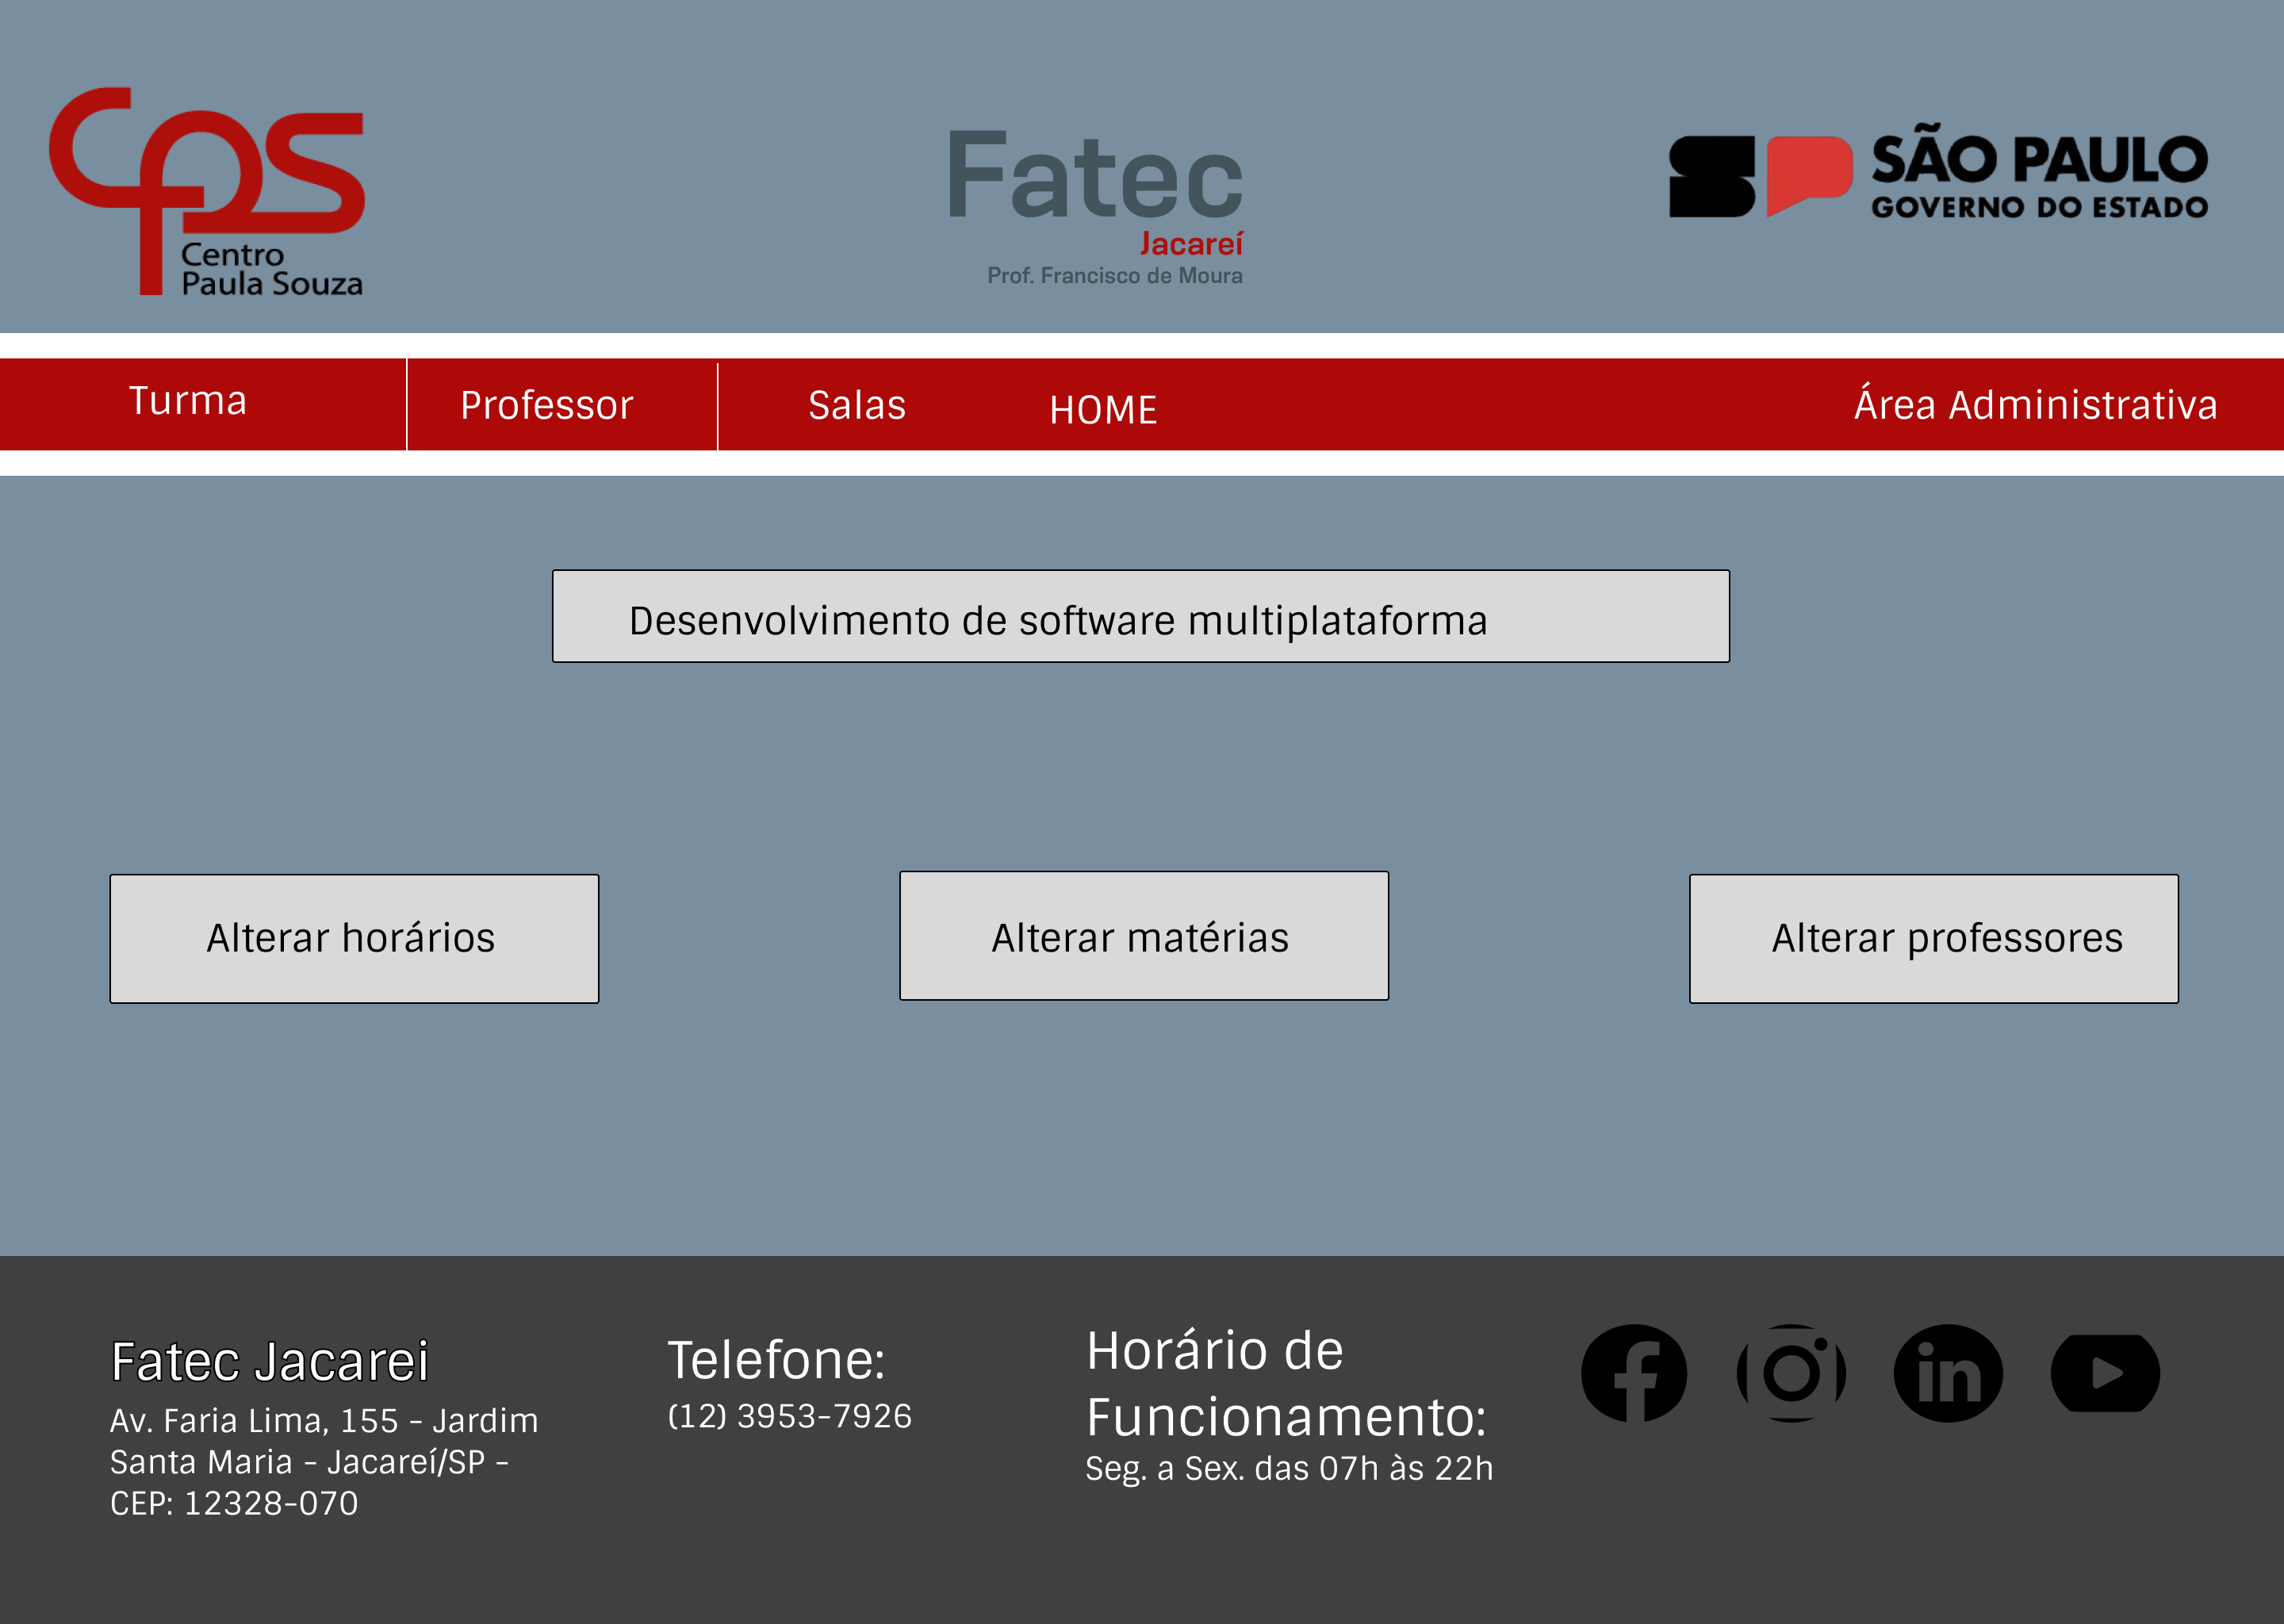 cps
Centro
Paula Souza
Fatec
Jacareí
Prof. Francisco de Moura
SP
SÃO PAULO
GOVERNO DO ESTADO
Turma
Professor
Salas
HOME
Área Administrativa
Desenvolvimento de software multiplataforma
Alterar horários
Alterar matérias
Alterar professores
Fatec Jacarei
Av. Faria Lima, 155 - Jardim
Santa Maria - Jacareí/SP -
CEP: 12328-070
Telefone:
(12) 3953-7926
Horário de
Funcionamento:
Seg. a Sex. das 07h às 22h
f
in